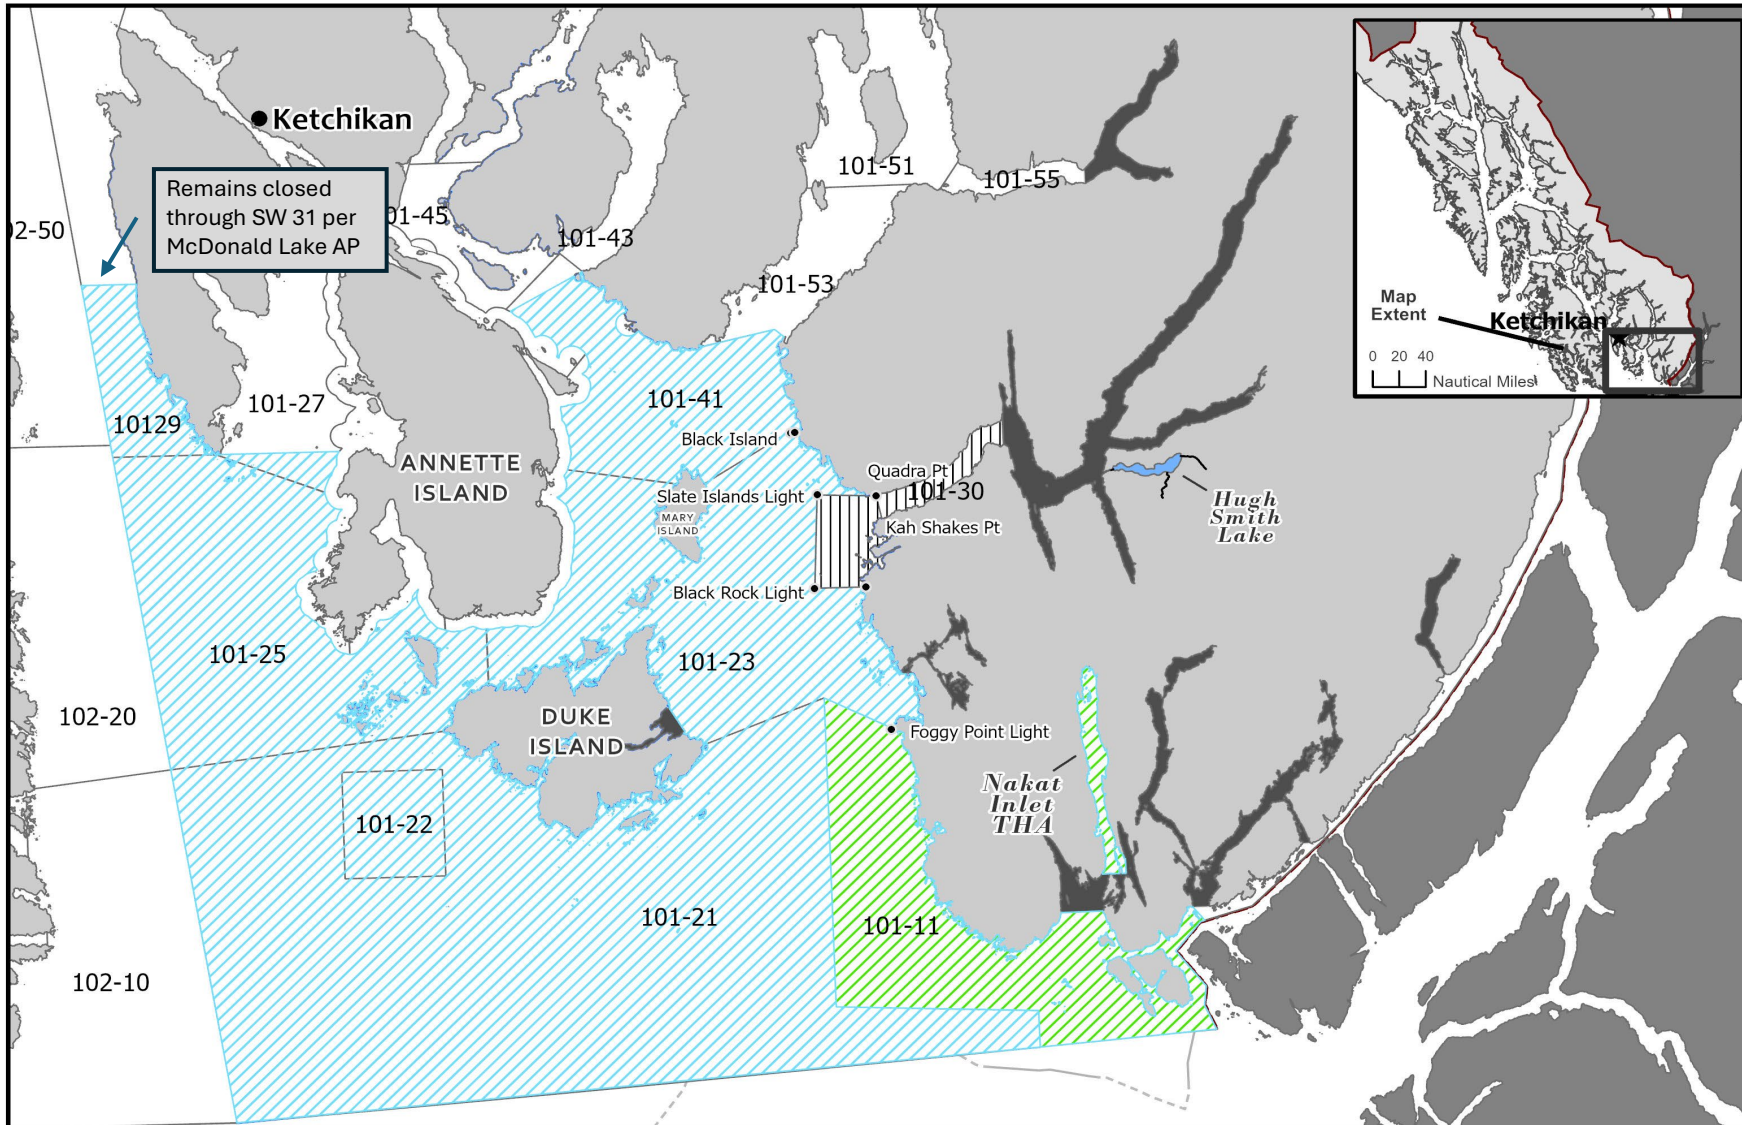 Ketchikan
Remains closed
through SW 31 per
McDonald Lake AP
2-50
01-45
101-43
101-51
101-55
101-53
Map
Extent
Ketchikan
0 20 40
Nautical Miles
10129
101-27
101-41
ANNETTE
ISLAND
Black Island
Slate Islands Light
MARY
ISLAND
Quadra Pt
101-30
Kah Shakes Pt
Hugh
Smith
Lake
Black Rock Light
101-25
101-23
102-20
DUKE
ISLAND
Foggy Point Light
Nakat
Inlet
THA
101-22
101-21
101-11
102-10